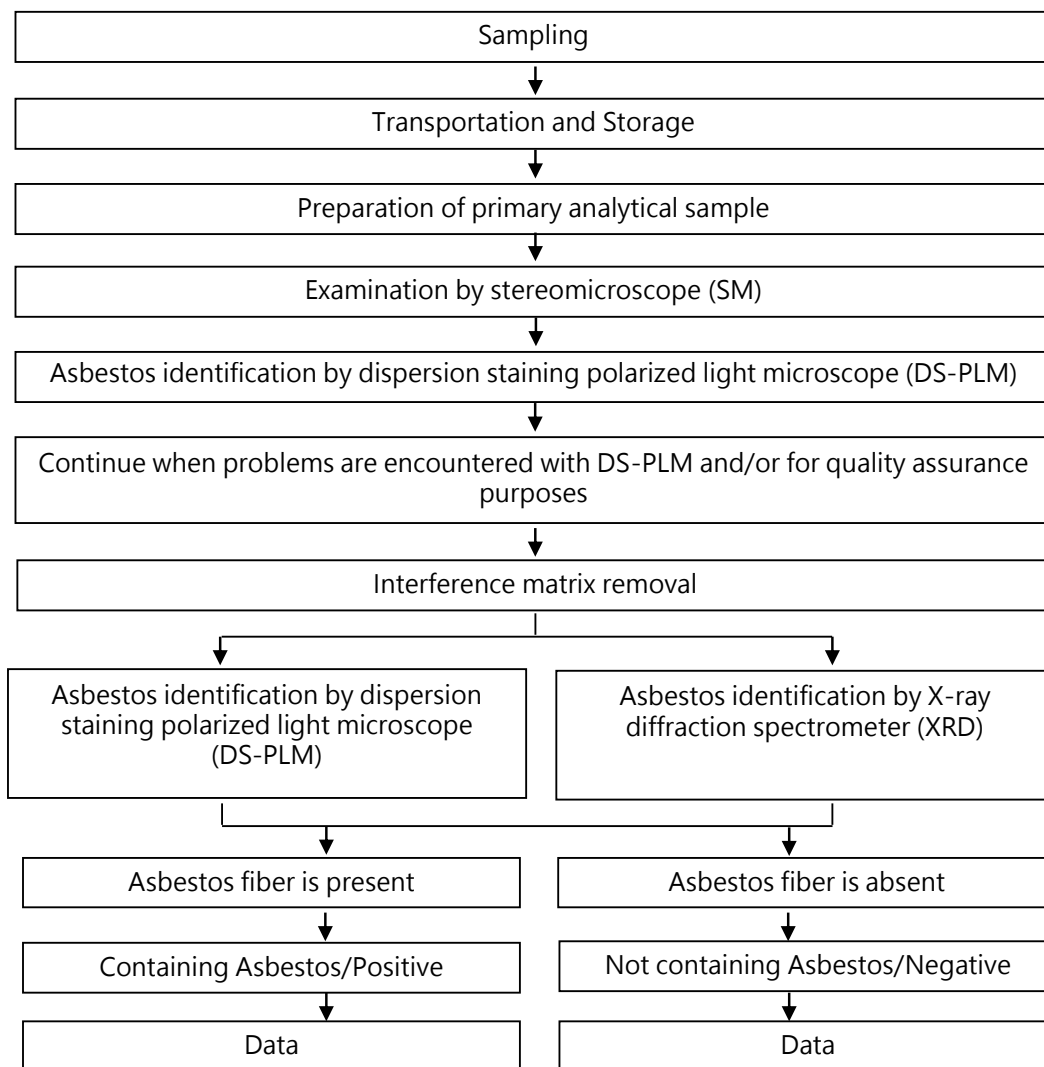 Sampling
Transportation and Storage
Preparation of primary analytical sample
Examination by stereomicroscope (SM)
Asbestos identification by dispersion staining polarized light microscope (DS-PLM)
Continue when problems are encountered with DS-PLM and/or for quality assurance
purposes
Interference matrix removal
Asbestos identification by dispersion
staining polarized light microscope
(DS-PLM)
Asbestos identification by X-ray
diffraction spectrometer (XRD)
Asbestos fiber is present
Asbestos fiber is absent
Containing Asbestos/Positive
Not containing Asbestos/Negative
Data
Data